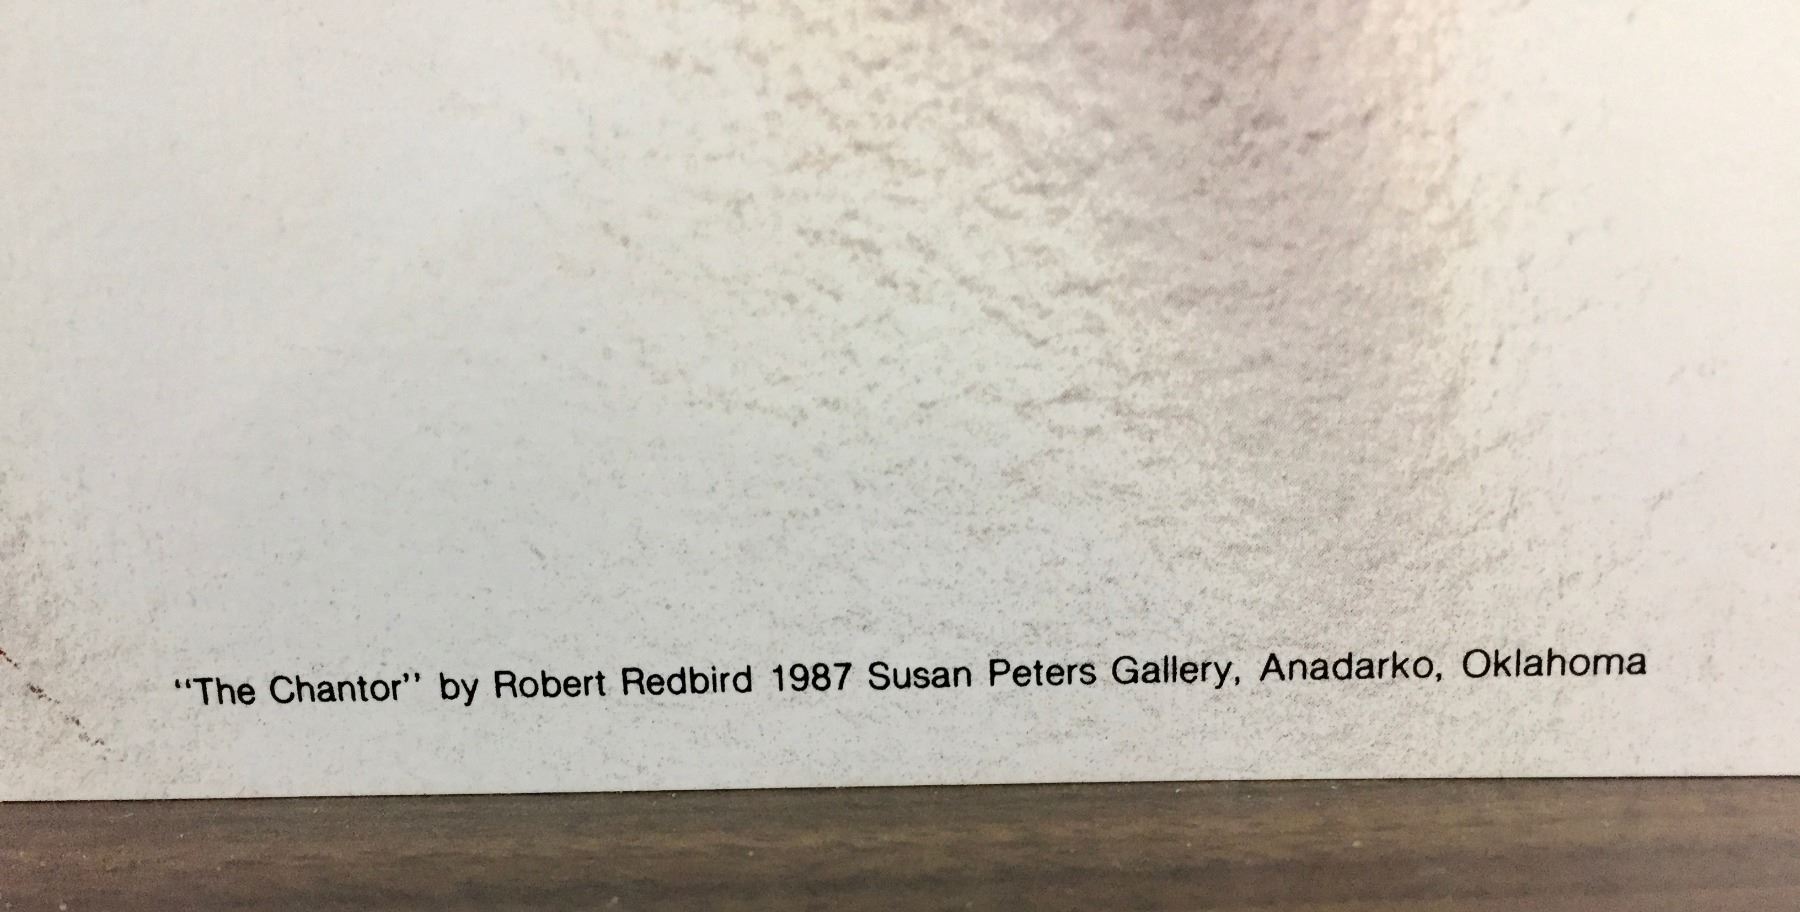 “The Chantor” by Robert Redbird 1987 Susan Peters Gallery, Anadarko, Oklahoma